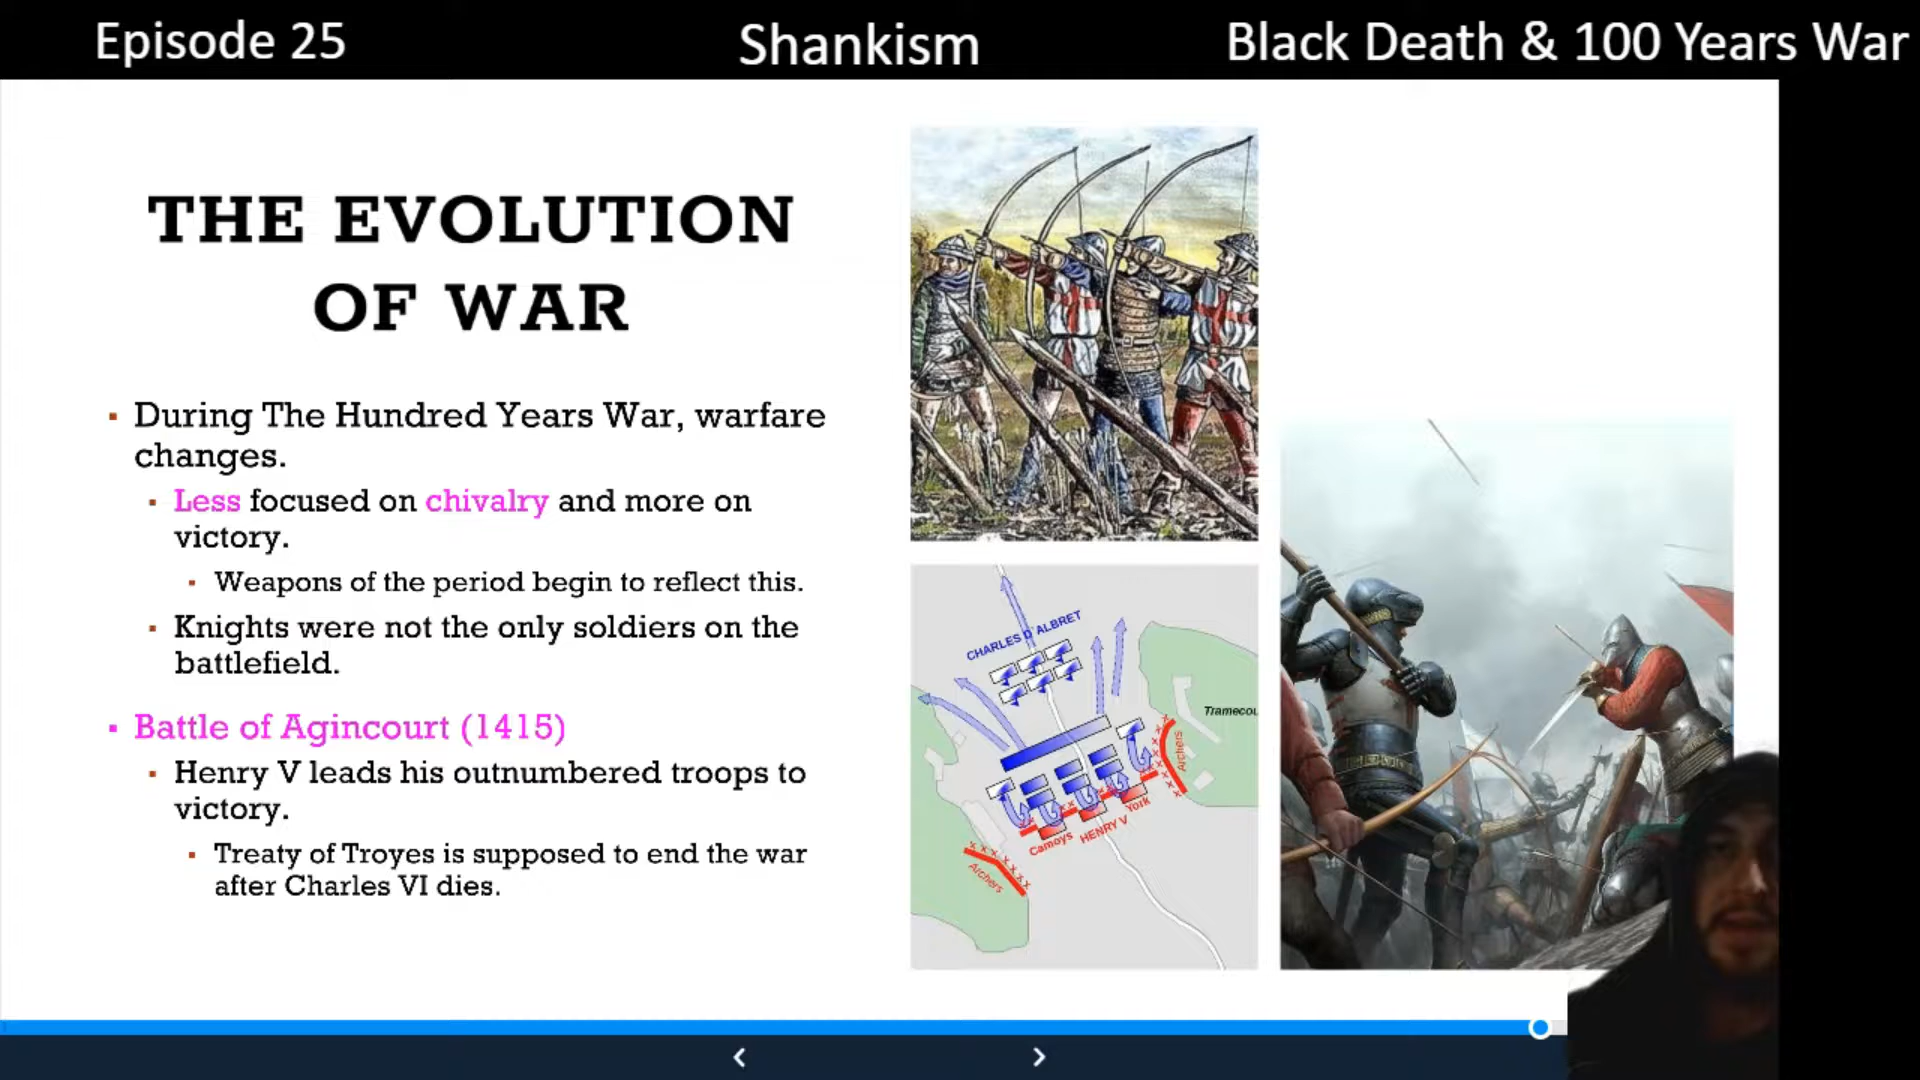 Episode 25
Shankism
Black Death & 100 Years War
THE EVOLUTION
OF WAR
During The Hundred Years War, warfare
changes.
Less focused on chivalry and more on
victory.
Weapons of the period begin to reflect this.
Knights were not the only soldiers on the
battlefield.
Battle of Agincourt (1415)
Henry V leads his outnumbered troops to
victory.
Treaty of Troyes is supposed to end the war
after Charles VI dies.
CHARLES D'ALBRET
Tramecou
Archers
York
HENRY V
Camoys
Archers